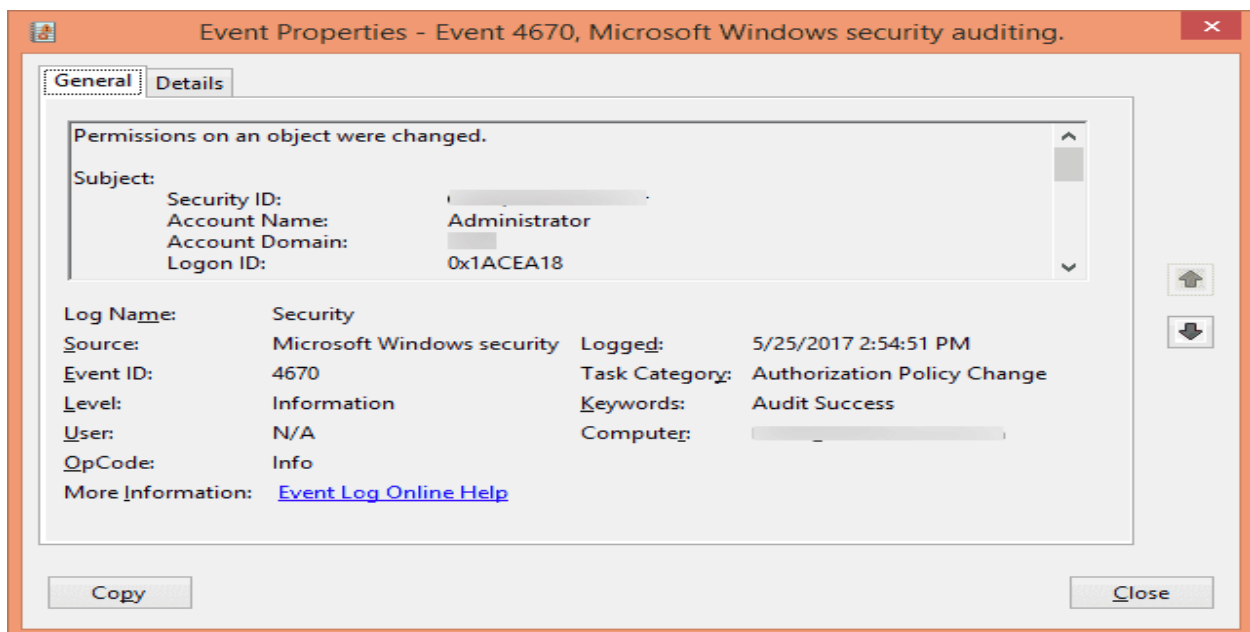 Event Properties - Event 4670, Microsoft Windows security auditing.
General Details
Permissions on an object were changed.
Subject:
Security ID:
Account Name: Administrator
Account Domain:
Logon ID: 0x1ACEA18
Log Name: Security
Source: Microsoft Windows security Logged: 5/25/2017 2:54:51 PM
Event ID: 4670 Task Category: Authorization Policy Change
Level: Information Keywords: Audit Success
User: N/A Computer:
OpCode: Info
More Information: Event Log Online Help
Copy Close